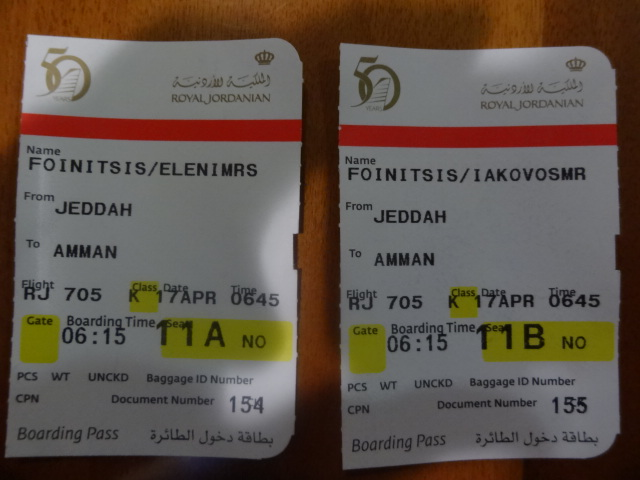 50
YEARS
الملكية الأردنية
ROYAL JORDANIAN
Name
FOINITSIS/ELENIMRS
From
JEDDAH
To
AMMAN
Flight Class Date Time
RJ 705 K 17APR 0645
Gate Boarding Time Seat
06:15 11A NO
PCS WT UNCKD Baggage ID Number
CPN Document Number 154
Boarding Pass بطاقة دخول الطائرة
50
YEARS
الملكية الأردنية
ROYAL JORDANIAN
Name
FOINITSIS/IAKOVOSMR
From
JEDDAH
To
AMMAN
Flight Class Date Time
RJ 705 K 17APR 0645
Gate Boarding Time Seat
06:15 11B NO
PCS WT UNCKD Baggage ID Number
CPN Document Number 155
Boarding Pass بطاقة دخول الطائرة